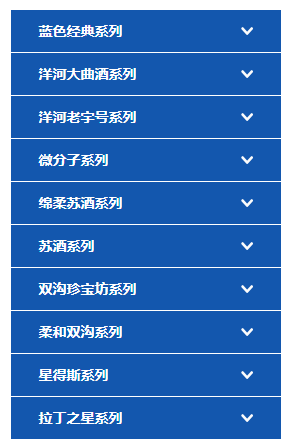 蓝色经典系列
洋河大曲酒系列
洋河老字号系列
微分子系列
绵柔苏酒系列
苏酒系列
双沟珍宝坊系列
柔和双沟系列
星得斯系列
拉丁之星系列